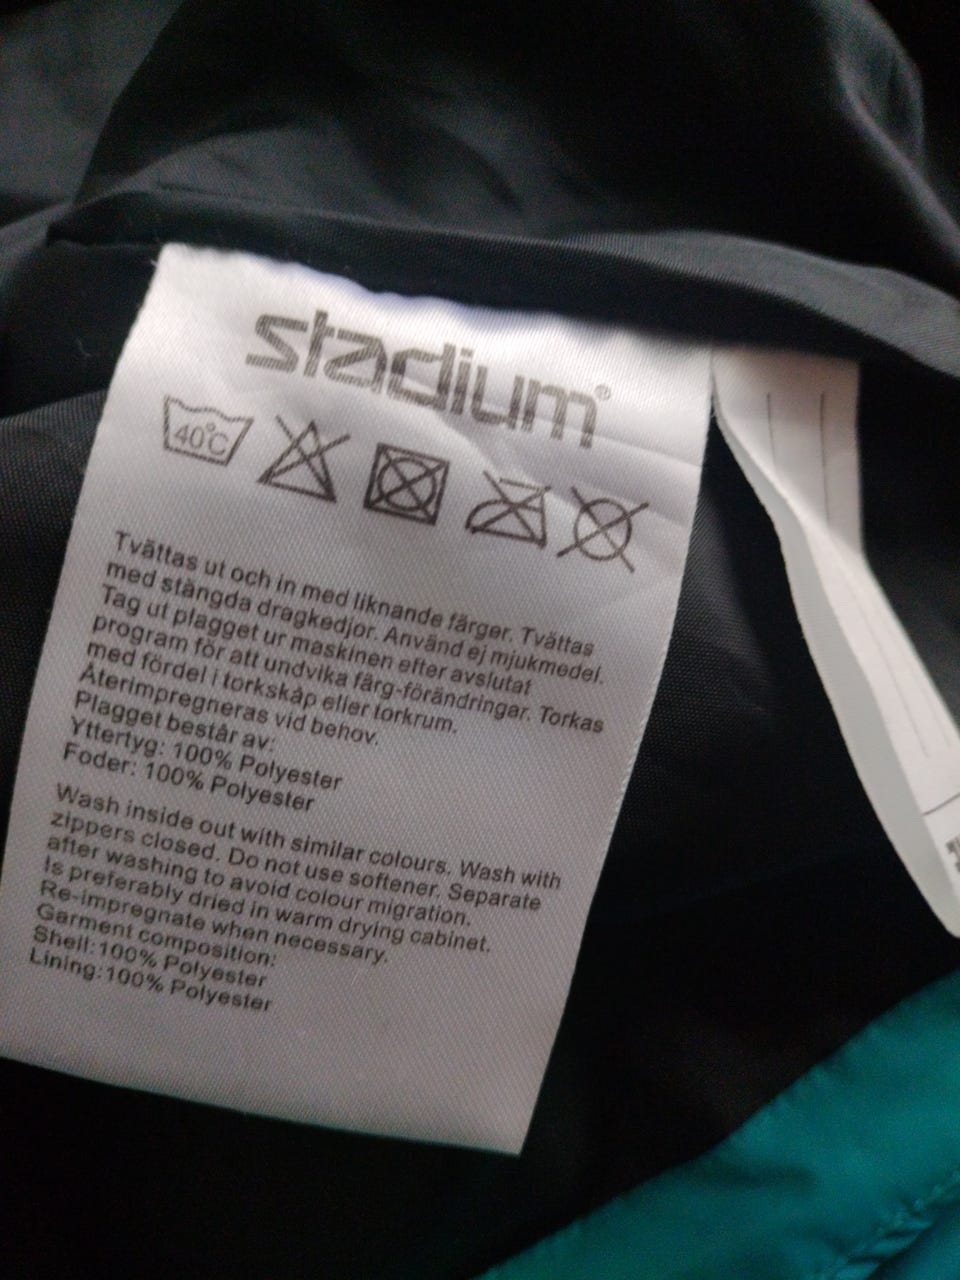 stadium®
40°C
Tvättas ut och in med liknande färger. Tvättas
med stängda dragkedjor. Använd ej mjukmedel.
Tag ut plagget ur maskinen efter avslutat
program för att undvika färg-förändringar. Torkas
med fördel i torkskåp eller torkrum.
Återimpregneras vid behov.
Plagget består av:
Yttertyg: 100% Polyester
Foder: 100% Polyester
Wash inside out with similar colours. Wash with
zippers closed. Do not use softener. Separate
after washing to avoid colour migration.
Is preferably dried in warm drying cabinet.
Re-impregnate when necessary.
Garment composition:
Shell:100% Polyester
Lining:100% Polyester